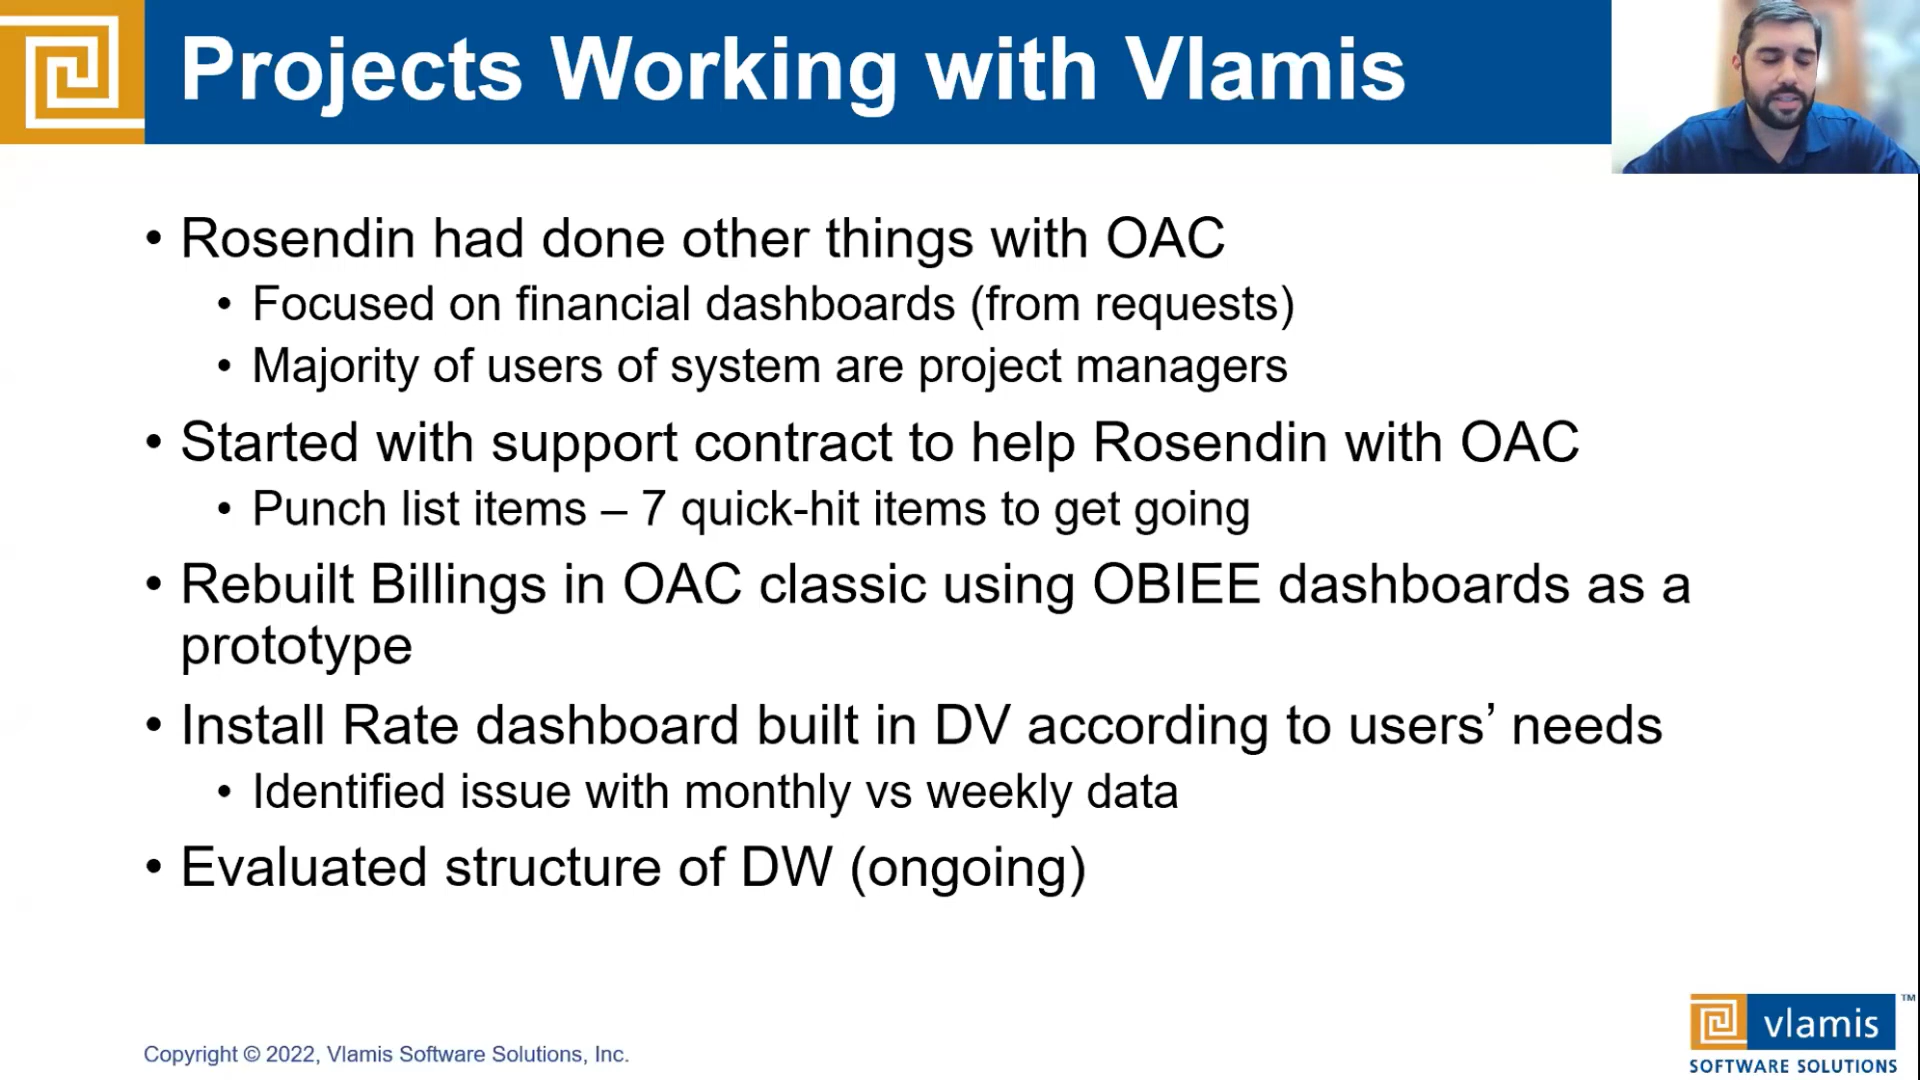 Projects Working with Vlamis
• Rosendin had done other things with OAC
• Focused on financial dashboards (from requests)
• Majority of users of system are project managers
• Started with support contract to help Rosendin with OAC
• Punch list items – 7 quick-hit items to get going
• Rebuilt Billings in OAC classic using OBIEE dashboards as a
prototype
• Install Rate dashboard built in DV according to users’ needs
• Identified issue with monthly vs weekly data
• Evaluated structure of DW (ongoing)
Copyright © 2022, Vlamis Software Solutions, Inc.
vlamis ™
SOFTWARE SOLUTIONS